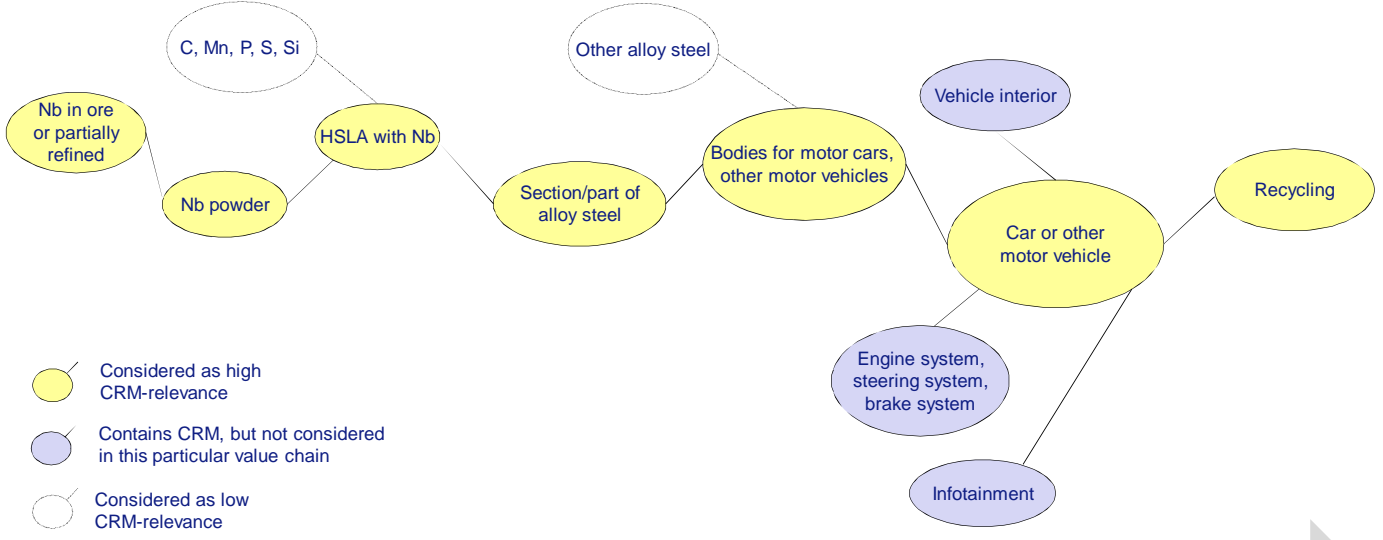 C, Mn, P, S, Si
Other alloy steel
Vehicle interior
Nb in ore
or partially
refined
HSLA with Nb
Nb powder
Section/part of
alloy steel
Bodies for motor cars,
other motor vehicles
Car or other
motor vehicle
Recycling
Engine system,
steering system,
brake system
Infotainment
Considered as high
CRM-relevance
Contains CRM, but not considered
in this particular value chain
Considered as low
CRM-relevance